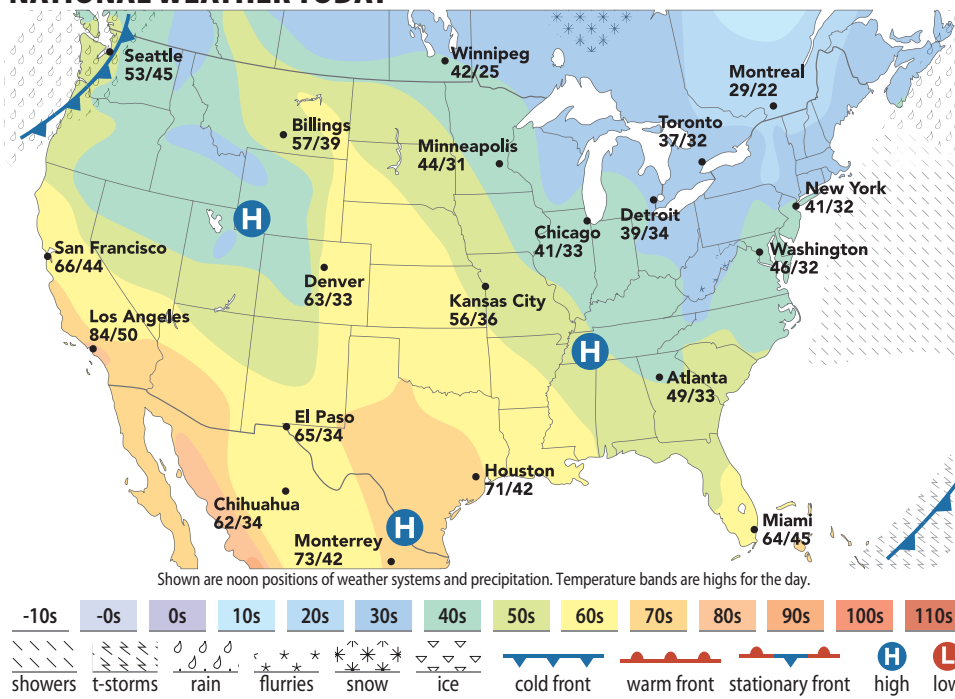 NATIONAL WEATHER TODAY
Seattle
53/45
Winnipeg
42/25
Montreal
29/22
Billings
57/39
Minneapolis
44/31
Toronto
37/32
New York
41/32
Detroit
39/34
Chicago
41/33
Washington
46/32
San Francisco
66/44
Denver
63/33
Kansas City
56/36
Los Angeles
84/50
H
H
Atlanta
49/33
El Paso
65/34
Houston
71/42
Chihuahua
62/34
H
Miami
64/45
Monterrey
73/42
Shown are noon positions of weather systems and precipitation. Temperature bands are highs for the day.
-10s -0s 0s 10s 20s 30s 40s 50s 60s 70s 80s 90s 100s 110s
H L
showers t-storms rain flurries snow ice cold front warm front stationary front high low